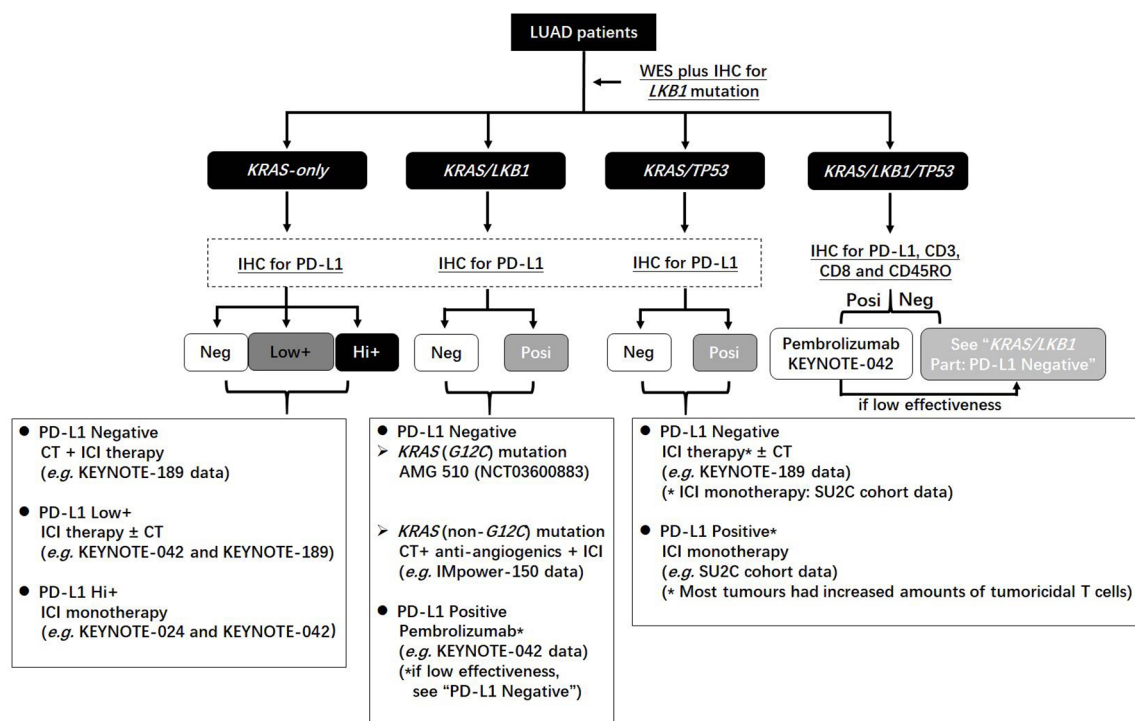 LUAD patients
WES plus IHC for
LKB1 mutation
KRAS-only
KRAS/LKB1
KRAS/TP53
KRAS/LKB1/TP53
IHC for PD-L1
IHC for PD-L1
IHC for PD-L1
IHC for PD-L1, CD3,
CD8 and CD45RO
Posi
Neg
Neg
Low+
Hi+
Neg
Posi
Neg
Posi
Pembrolizumab
KEYNOTE-042
See “KRAS/LKB1
Part: PD-L1 Negative”
if low effectiveness
● PD-L1 Negative
CT + ICI therapy
(e.g. KEYNOTE-189 data)
● PD-L1 Low+
ICI therapy ± CT
(e.g. KEYNOTE-042 and KEYNOTE-189)
● PD-L1 Hi+
ICI monotherapy
(e.g. KEYNOTE-024 and KEYNOTE-042)
● PD-L1 Negative
➢ KRAS (G12C) mutation
AMG 510 (NCT03600883)
➢ KRAS (non-G12C) mutation
CT+ anti-angiogenics + ICI
(e.g. IMpower-150 data)
● PD-L1 Positive
Pembrolizumab*
(e.g. KEYNOTE-042 data)
(*if low effectiveness,
see “PD-L1 Negative”)
● PD-L1 Negative
ICI therapy* ± CT
(e.g. KEYNOTE-189 data)
(* ICI monotherapy: SU2C cohort data)
● PD-L1 Positive*
ICI monotherapy
(e.g. SU2C cohort data)
(* Most tumours had increased amounts of tumoricidal T cells)